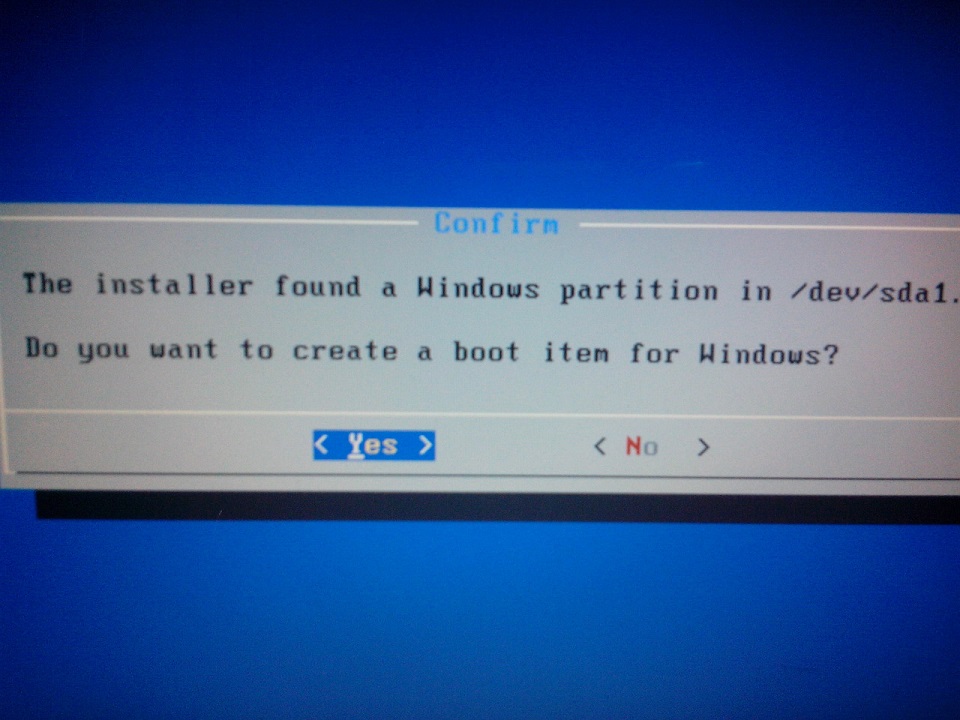 Confirm
The installer found a Windows partition in /dev/sda1.
Do you want to create a boot item for Windows?
< Yes > < No >